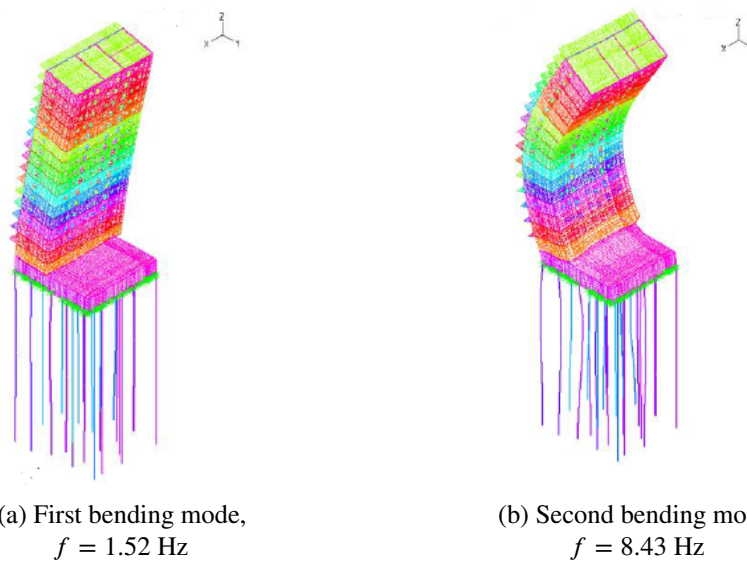 Z
X
Y
Z
X
(a) First bending mode,
f = 1.52 Hz
(b) Second bending mo
f = 8.43 Hz